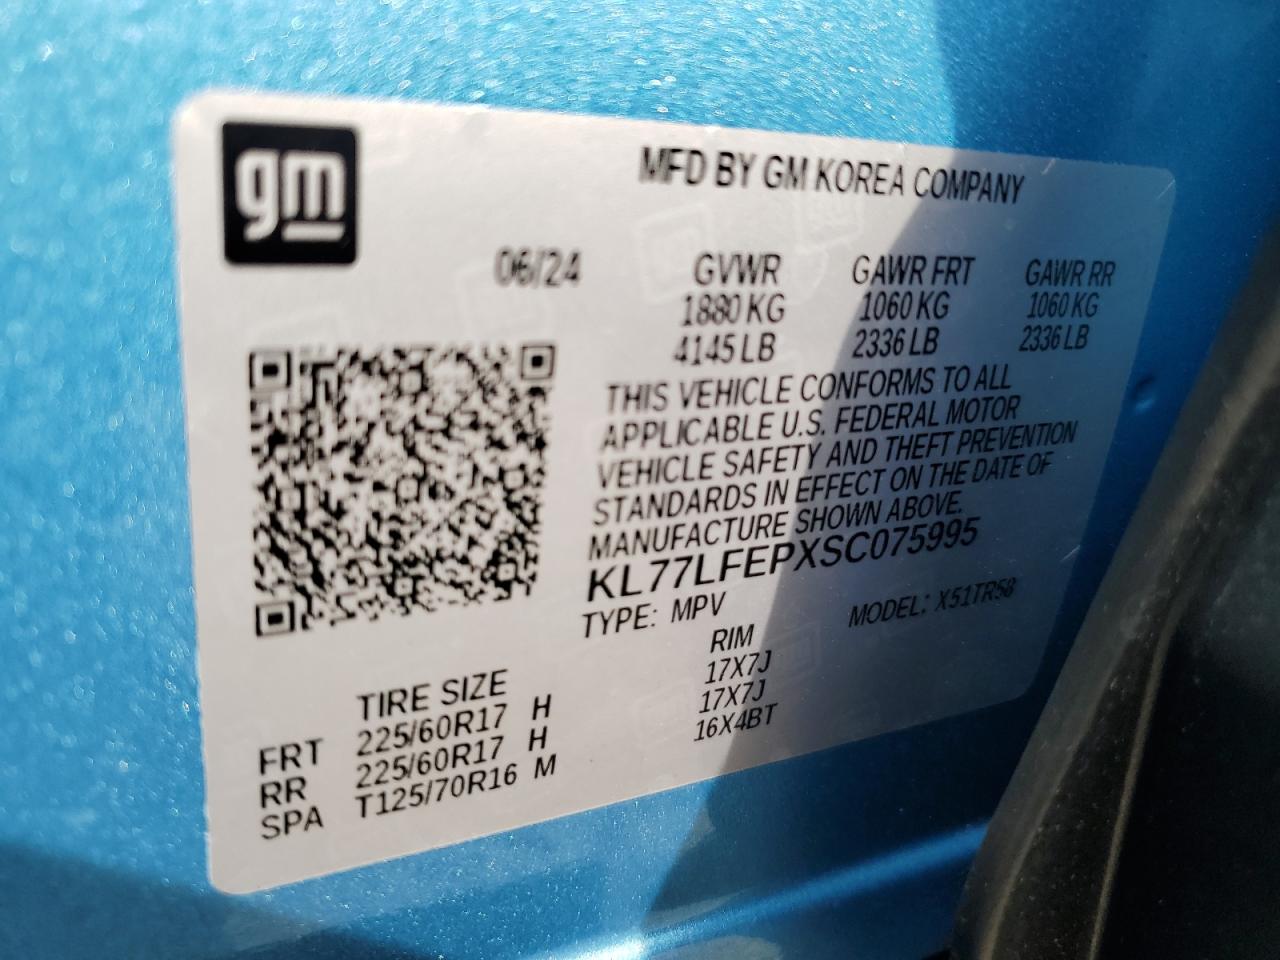 gm
MFD BY GM KOREA COMPANY
06/24 GVWR GAWR FRT GAWR RR
1880 KG 1060 KG 1060 KG
4145 LB 2336 LB 2336 LB
THIS VEHICLE CONFORMS TO ALL
APPLICABLE U.S. FEDERAL MOTOR
VEHICLE SAFETY AND THEFT PREVENTION
STANDARDS IN EFFECT ON THE DATE OF
MANUFACTURE SHOWN ABOVE.
KL77LFEPXSC075995
TYPE: MPV MODEL: X51TR58
TIRE SIZE RIM
FRT 225/60R17 H 17X7J
RR 225/60R17 H 17X7J
SPA T125/70R16 M 16X4BT